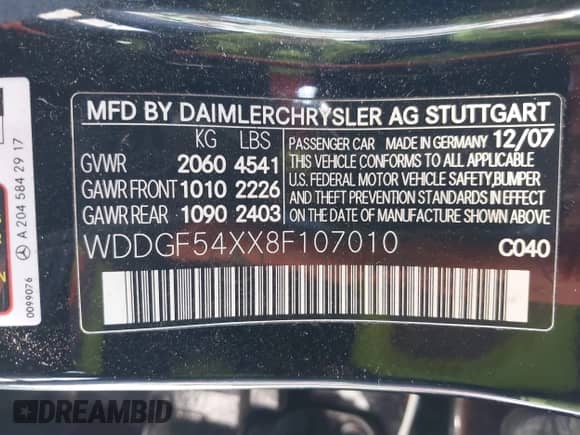 MFD BY DAIMLERCHRYSLER AG STUTTGART
KG LBS
GVWR 2060 4541
GAWR FRONT 1010 2226
GAWR REAR 1090 2403
PASSENGER CAR MADE IN GERMANY 12/07
THIS VEHICLE CONFORMS TO ALL APPLICABLE
U.S. FEDERAL MOTOR VEHICLE SAFETY,BUMPER
AND THEFT PREVENTION STANDARDS IN EFFECT
ON THE DATE OF MANUFACTURE SHOWN ABOVE
WDDGF54XX8F107010 C040
A 204 584 29 17
0099076
DREAMBID